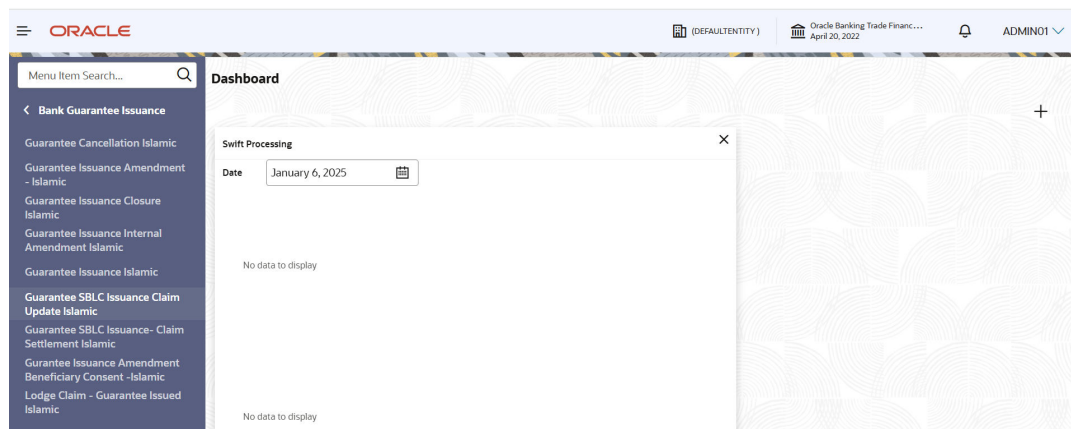 ORACLE
(DEFAULTENTITY)
Oracle Banking Trade Financ...
April 20, 2022
ADMIN01
Menu Item Search...
Bank Guarantee Issuance
Guarantee Cancellation Islamic
Guarantee Issuance Amendment
- Islamic
Guarantee Issuance Closure
Islamic
Guarantee Issuance Internal
Amendment Islamic
Guarantee Issuance Islamic
Guarantee SBLC Issuance Claim
Update Islamic
Guarantee SBLC Issuance- Claim
Settlement Islamic
Gurantee Issuance Amendment
Beneficiary Consent -Islamic
Lodge Claim - Guarantee Issued
Islamic
Dashboard
Swift Processing
Date January 6, 2025
No data to display
No data to display